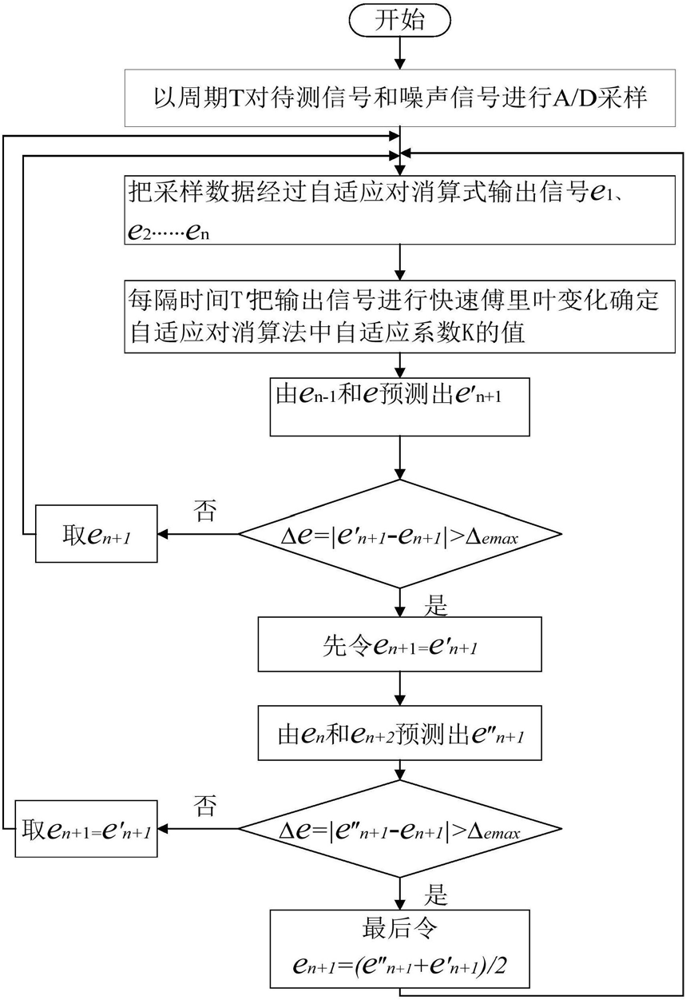 开始
以周期T对待测信号和噪声信号进行A/D采样
把采样数据经过自适应对消算式输出信号e1、
e2……en
每隔时间T'把输出信号进行快速傅里叶变化确定
自适应对消算法中自适应系数K的值
由en-1和e预测出e'n+1
否
取en+1
Δe=|e'n+1-en+1|>Δemax
是
先令en+1=e'n+1
由en和en+2预测出e"n+1
否
取en+1=e'n+1
Δe=|e"n+1-en+1|>Δemax
是
最后令
en+1=(e"n+1+e'n+1)/2